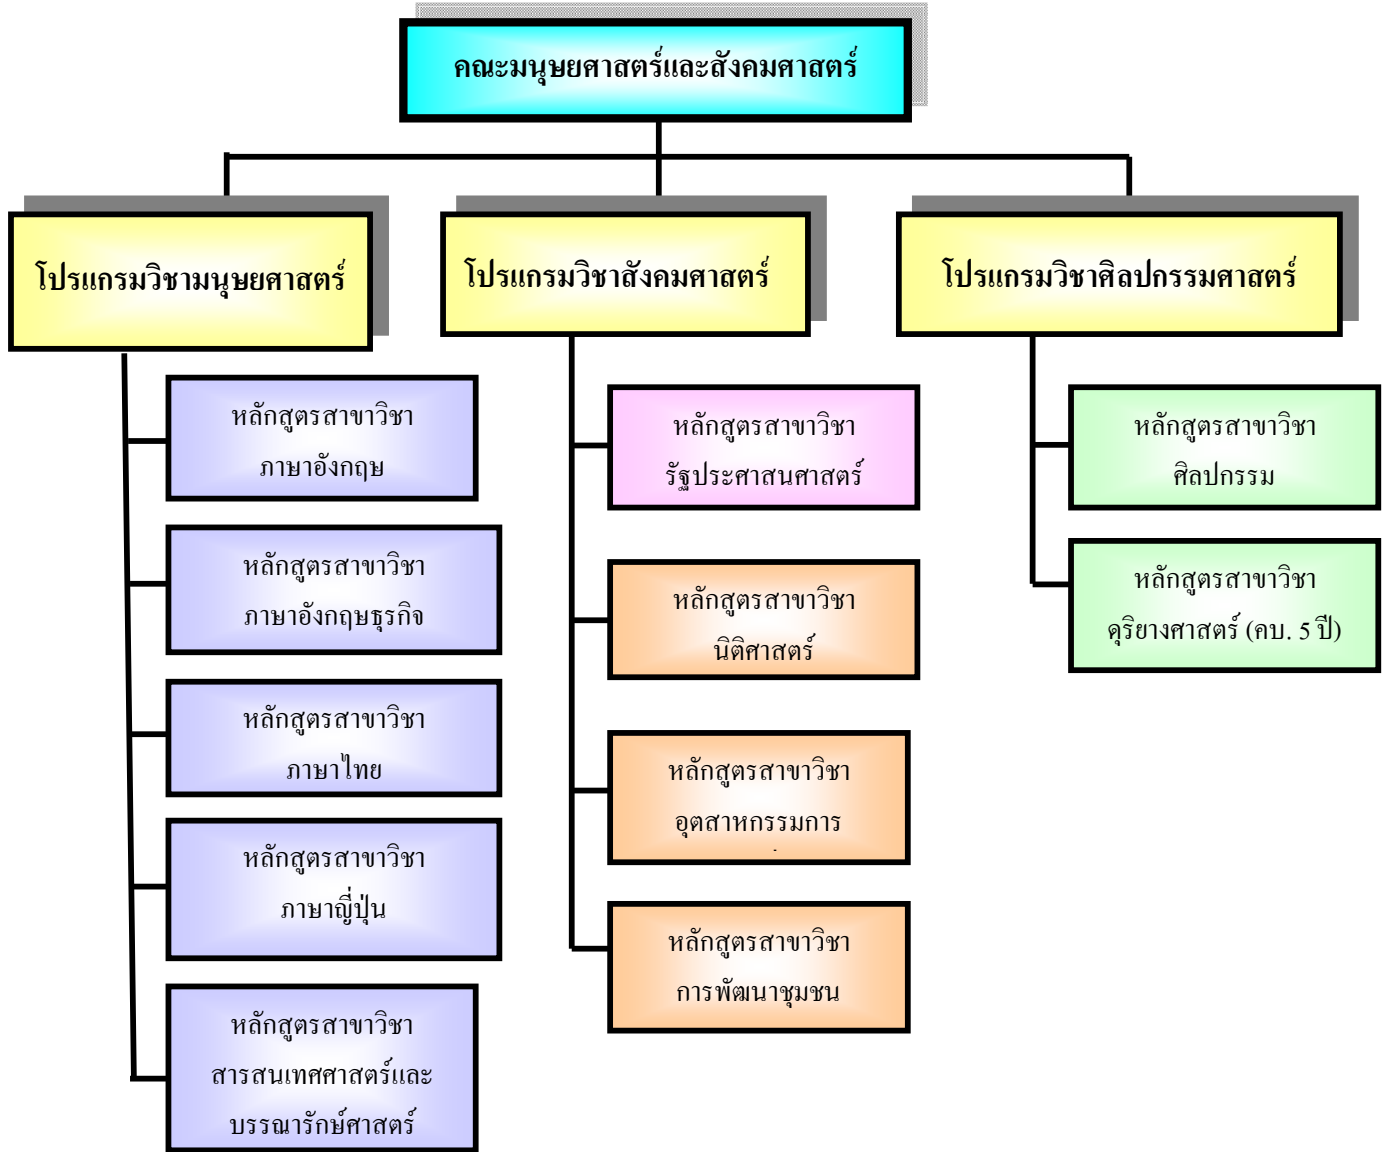 คณะมนุษยศาสตร์และสังคมศาสตร์
โปรแกรมวิชามนุษยศาสตร์
หลักสูตรสาขาวิชา
ภาษาอังกฤษ
หลักสูตรสาขาวิชา
ภาษาอังกฤษธุรกิจ
หลักสูตรสาขาวิชา
ภาษาไทย
หลักสูตรสาขาวิชา
ภาษาญี่ปุ่น
หลักสูตรสาขาวิชา
สารสนเทศศาสตร์และ
บรรณารักษ์ศาสตร์
โปรแกรมวิชาสังคมศาสตร์
หลักสูตรสาขาวิชา
รัฐประศาสนศาสตร์
หลักสูตรสาขาวิชา
นิติศาสตร์
หลักสูตรสาขาวิชา
อุตสาหกรรมการ
หลักสูตรสาขาวิชา
การพัฒนาชุมชน
โปรแกรมวิชาศิลปกรรมศาสตร์
หลักสูตรสาขาวิชา
ศิลปกรรม
หลักสูตรสาขาวิชา
ดุริยางศาสตร์ (คบ. 5 ปี)